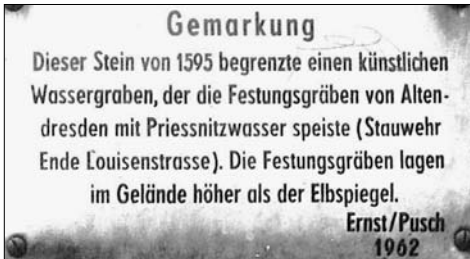 Gemarkung
Dieser Stein von 1595 begrenzte einen künstlichen
Wassergraben, der die Festungsgräben von Alten-
dresden mit Priessnitzwasser speiste (Stauwehr
Ende Louisenstrasse). Die Festungsgräben lagen
im Gelände höher als der Elbspiegel.
Ernst/Pusch
1962